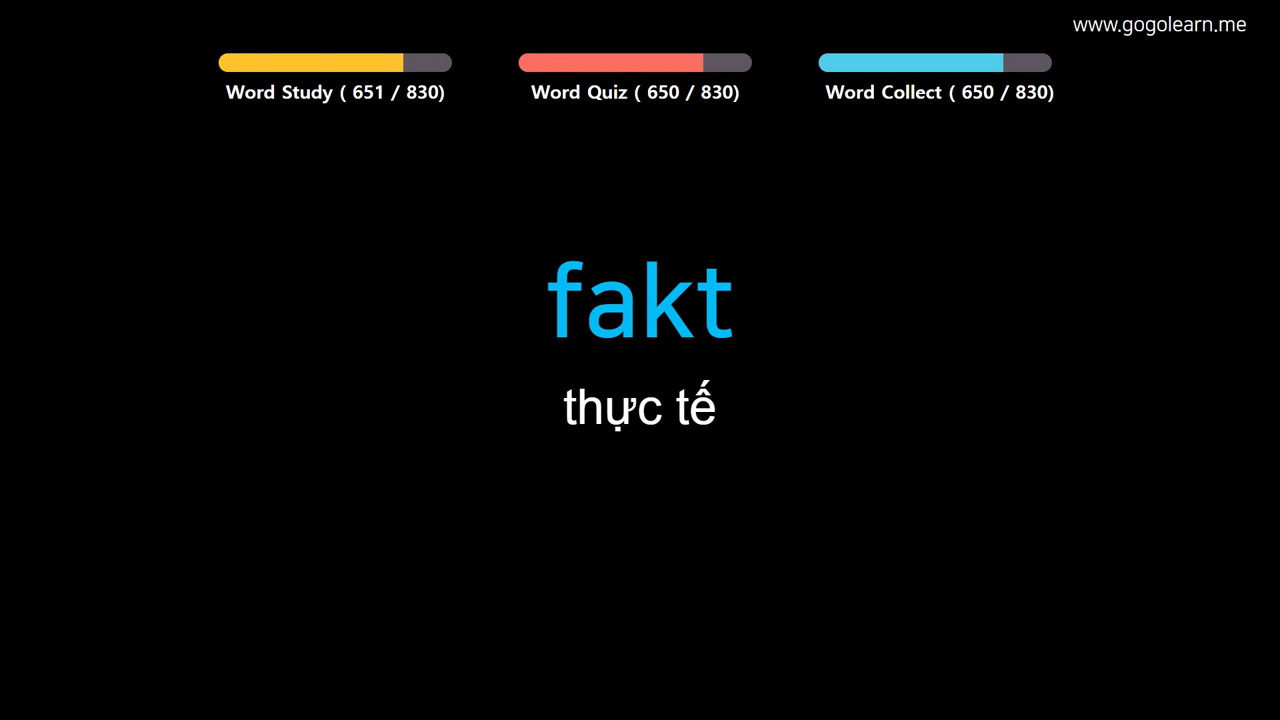 www.gogolearn.me
Word Study ( 651 / 830)
Word Quiz ( 650 / 830)
Word Collect ( 650 / 830)
fakt
thực tế